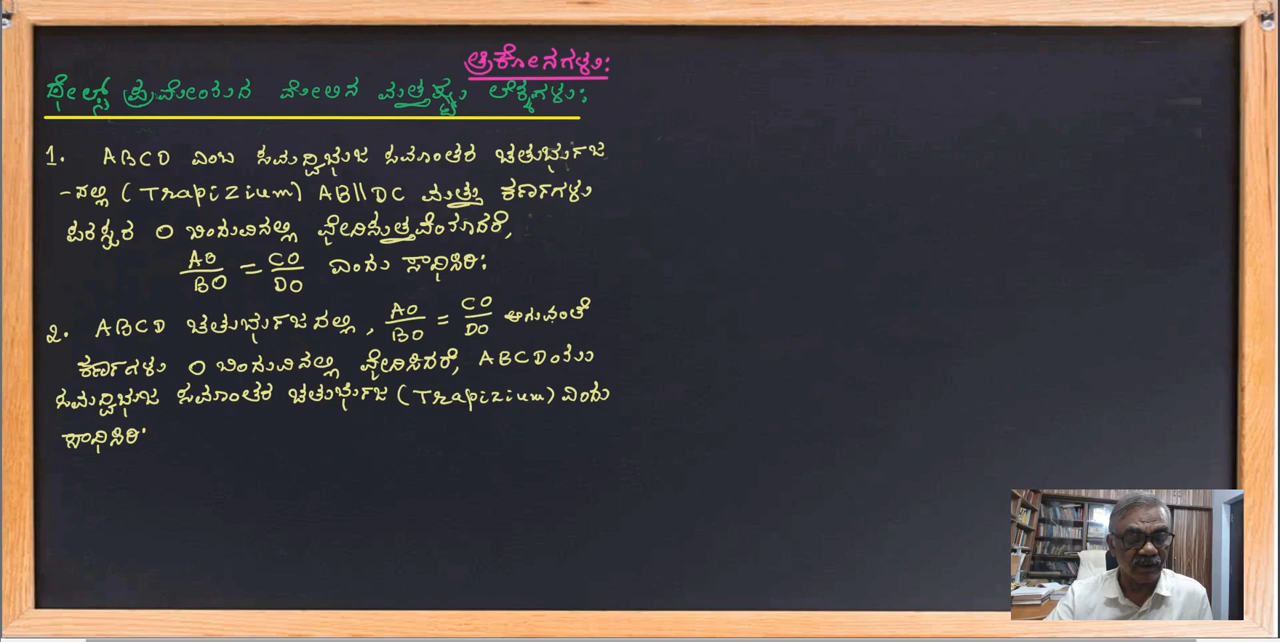 ತ್ರಿಕೋನಗಳು:
ಥೇಲ್ಸ್ ಪ್ರಮೇಯದ ಮೇಲಿನ ಮತ್ತಷ್ಟು ಲೆಕ್ಕಗಳು:
1. ABCD ಎಂಬ ಸಮದ್ವಿಭುಜ ಸಮಾಂತರ ಚತುರ್ಭುಜ
-ದಲ್ಲಿ (Trapizium) AB∥DC ಮತ್ತು ಕರ್ಣಗಳು
ಪರಸ್ಪರ O ಬಿಂದುವಿನಲ್ಲಿ ಛೇದಿಸುತ್ತವೆಯಾದರೆ,
AO/BO = CO/DO ಎಂದು ಸಾಧಿಸಿರಿ:
2. ABCD ಚತುರ್ಭುಜದಲ್ಲಿ, AO/BO = CO/DO ಆಗುವಂತೆ
ಕರ್ಣಗಳು O ಬಿಂದುವಿನಲ್ಲಿ ಛೇದಿಸಿದರೆ, ABCDಯು
ಸಮದ್ವಿಭುಜ ಸಮಾಂತರ ಚತುರ್ಭುಜ (Trapizium) ಎಂದು
ಸಾಧಿಸಿರಿ.